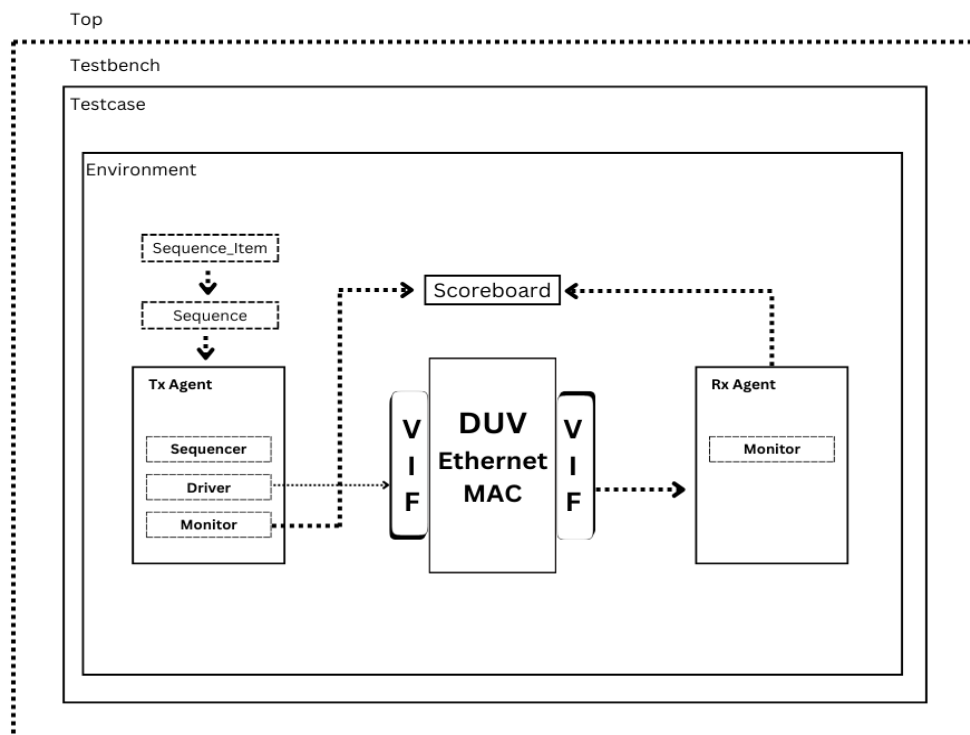 Top
Testbench
Testcase
Environment
Sequence_Item
Sequence
Scoreboard
Tx Agent
Sequencer
Driver
Monitor
V
I
F
DUV
Ethernet
MAC
V
I
F
Rx Agent
Monitor